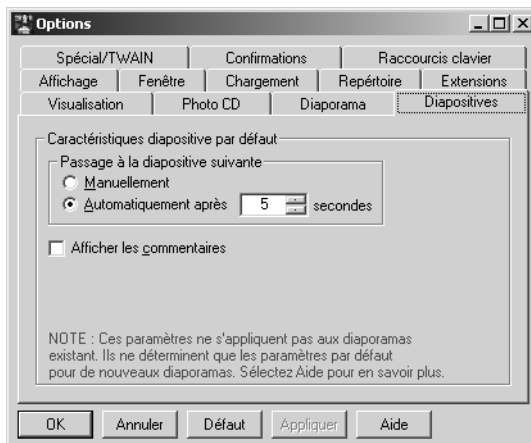 Options
Spécial/TWAIN Confirmations Raccourcis clavier
Affichage Fenêtre Chargement Repértoire Extensions
Visualisation Photo CD Diaporama Diapositives
Caractéristiques diapositive par défaut
Passage à la diapositive suivante
Manuellement
Automatiquement après 5 secondes
Afficher les commentaires
NOTE : Ces paramètres ne s'appliquent pas aux diaporamas
existant. Ils ne déterminent que les paramètres par défaut
pour de nouveaux diaporamas. Sélectez Aide pour en savoir plus.
OK Annuler Défaut Appliquer Aide